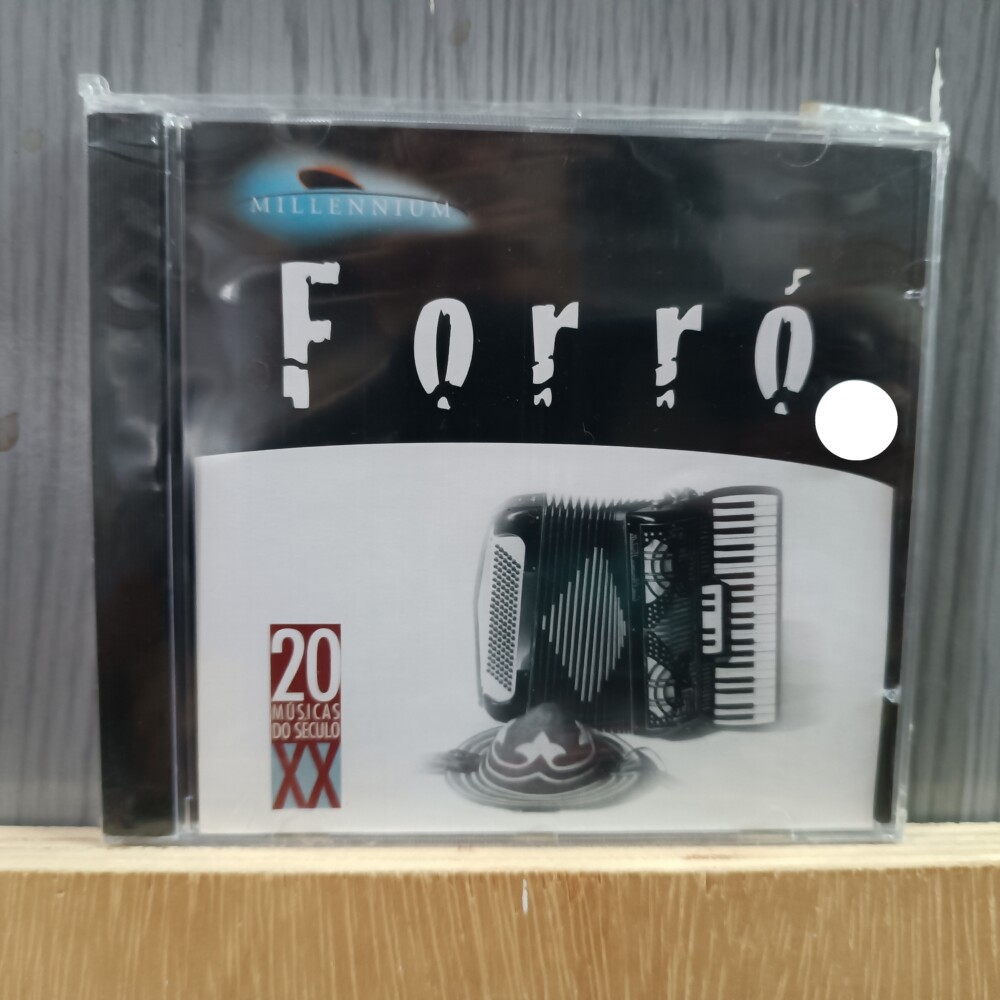 MILLENNIUM
Forró
20
MÚSICAS
DO SÉCULO
XX